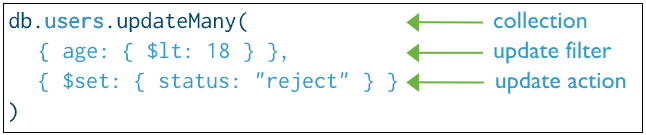 db.users.updateMany( collection
{ age: { $lt: 18 } }, update filter
{ $set: { status: "reject" } } update action
)